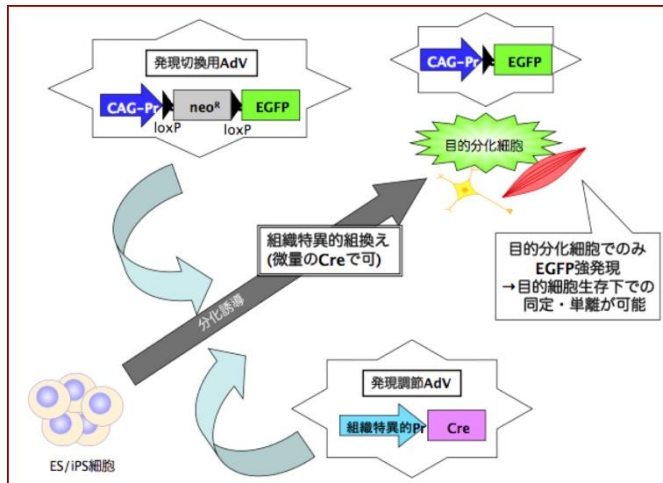 発現切換用AdV
CAG-Pr
neoᴿ
EGFP
loxP
loxP
CAG-Pr
EGFP
目的分化細胞
組織特異的組換え
(微量のCreで可)
分化誘導
目的分化細胞でのみ
EGFP強発現
→目的細胞生存下での
同定・単離が可能
発現調節AdV
組織特異的Pr
Cre
ES/iPS細胞